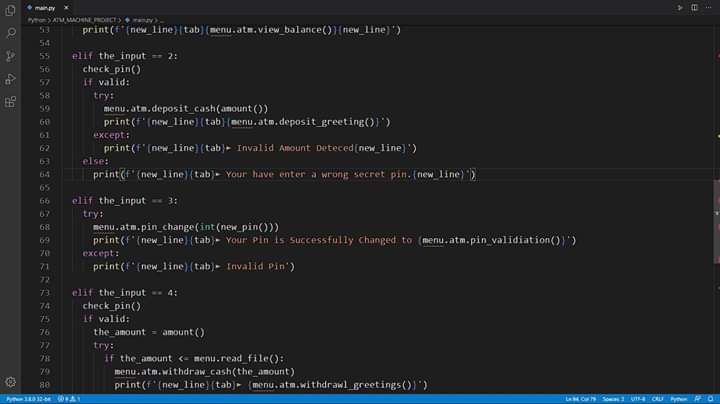 main.py ×
Python > ATM_MACHINE_PROJECT > main.py > ...
53 print(f'{new_line}{tab}{menu.atm.view_balance()}{new_line}')
54
55 elif the_input == 2:
56 check_pin()
57 if valid:
58 try:
59 menu.atm.deposit_cash(amount())
60 print(f'{new_line}{tab}{menu.atm.deposit_greeting()}')
61 except:
62 print(f'{new_line}{tab}► Invalid Amount Deteced{new_line}')
63 else:
64 print(f'{new_line}{tab}► Your have enter a wrong secret pin.{new_line}')
65
66 elif the_input == 3:
67 try:
68 menu.atm.pin_change(int(new_pin()))
69 print(f'{new_line}{tab}► Your Pin is Successfully Changed to {menu.atm.pin_validiation()}')
70 except:
71 print(f'{new_line}{tab}► Invalid Pin')
72
73 elif the_input == 4:
74 check_pin()
75 if valid:
76 the_amount = amount()
77 try:
78 if the_amount <= menu.read_file():
79 menu.atm.withdraw_cash(the_amount)
80 print(f'{new_line}{tab}► {menu.atm.withdrawl_greetings()}')
Python 3.8.0 32-bit Ln 94, Col 79 Spaces: 2 UTF-8 CRLF Python